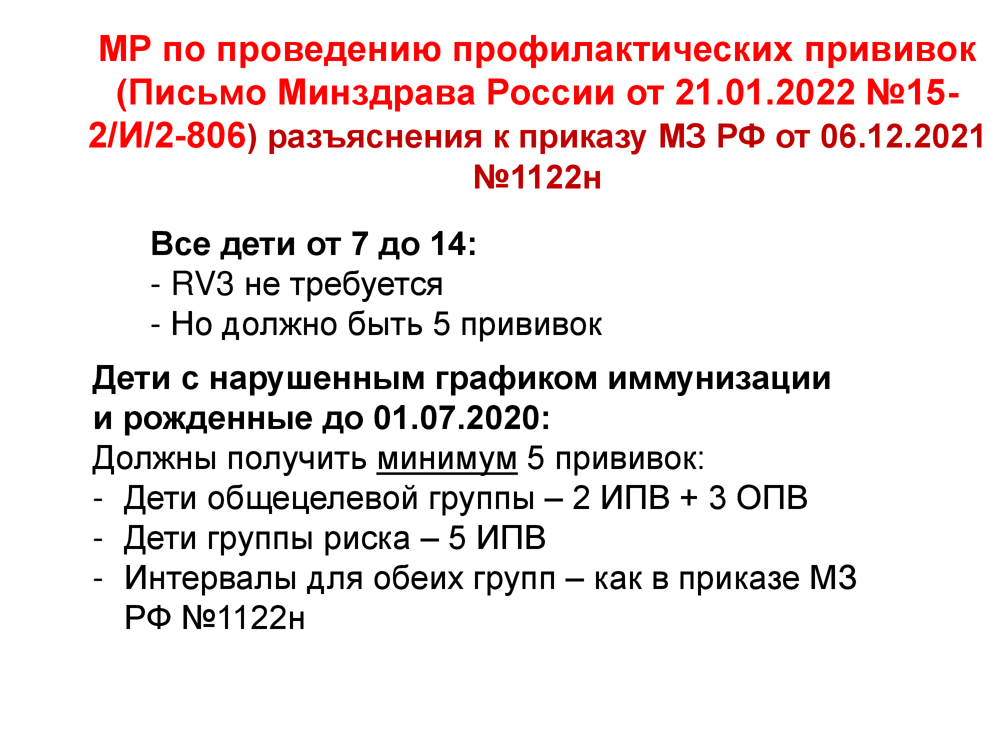 МР по проведению профилактических прививок
(Письмо Минздрава России от 21.01.2022 №15-
2/И/2-806) разъяснения к приказу МЗ РФ от 06.12.2021
№1122н
Все дети от 7 до 14:
- RV3 не требуется
- Но должно быть 5 прививок
Дети с нарушенным графиком иммунизации
и рожденные до 01.07.2020:
Должны получить минимум 5 прививок:
- Дети общецелевой группы – 2 ИПВ + 3 ОПВ
- Дети группы риска – 5 ИПВ
- Интервалы для обеих групп – как в приказе МЗ
РФ №1122н